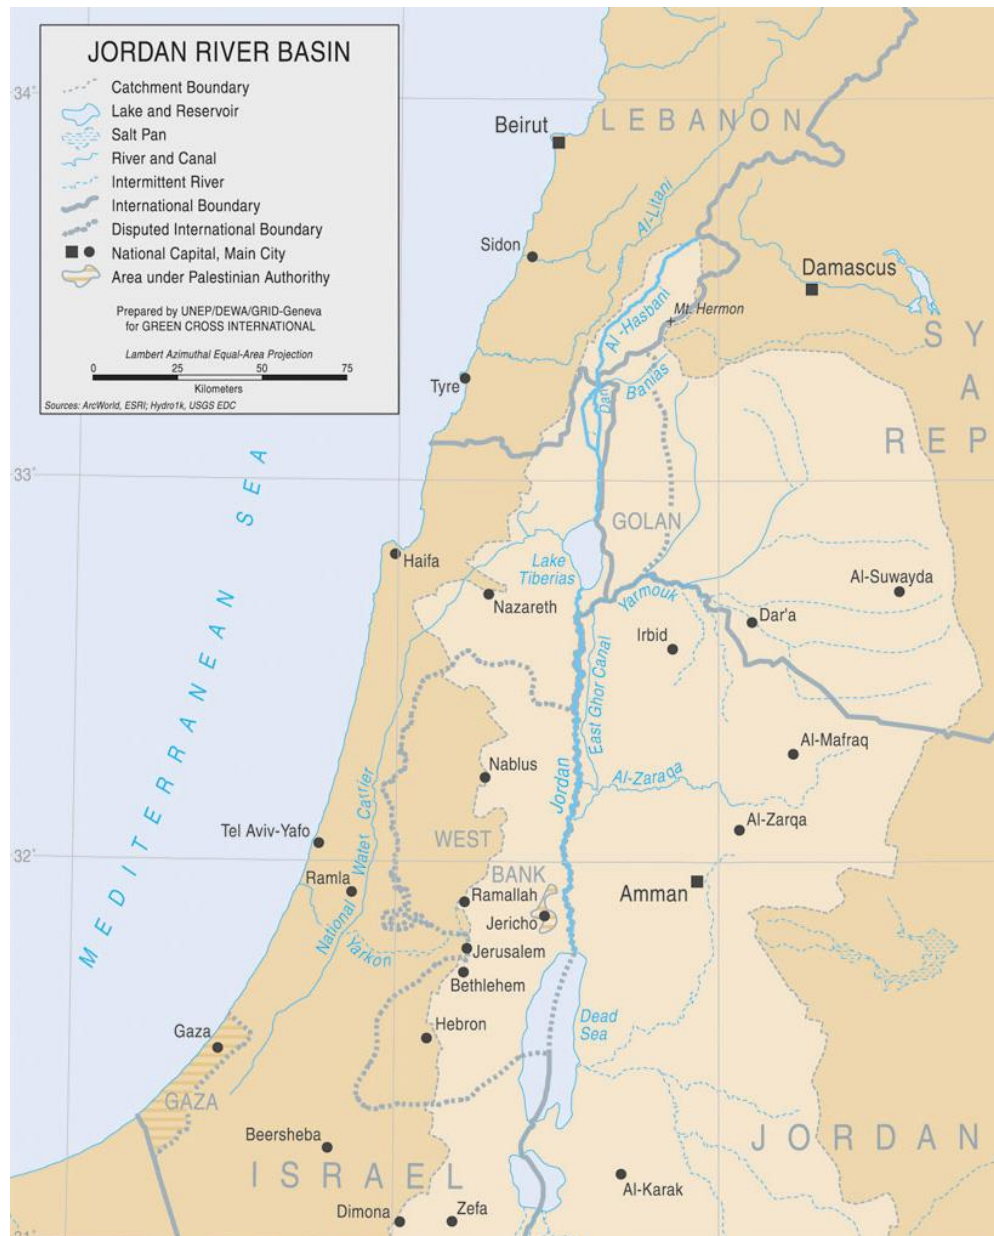 JORDAN RIVER BASIN
Catchment Boundary
Lake and Reservoir
Salt Pan
River and Canal
Intermittent River
International Boundary
Disputed International Boundary
National Capital, Main City
Area under Palestinian Authorithy
Prepared by UNEP/DEWA/GRID-Geneva
for GREEN CROSS INTERNATIONAL
Lambert Azimuthal Equal-Area Projection
0 25 50 75
Kilometers
Sources: ArcWorld, ESRI; Hydro1k, USGS EDC
34°
LEBANON
Beirut
Al-Litani
Sidon
Damascus
Al-Hasbani
Mt. Hermon
SY
A
REP
Tyre
Dan
Banias
33°
MEDITERRANEAN SEA
GOLAN
Haifa
Lake
Tiberias
Nazareth
Yarmouk
Al-Suwayda
Dar'a
Irbid
East Ghor Canal
Al-Mafraq
Nablus
Jordan
Al-Zaraqa
Al-Zarqa
Tel Aviv-Yafo
National Water Carrier
WEST
BANK
32°
Ramla
Ramallah
Amman
Jericho
Yarkon
Jerusalem
Bethlehem
Dead
Sea
Hebron
Gaza
GAZA
Beersheba
JORDAN
ISRAEL
Al-Karak
Dimona
Zefa
31°